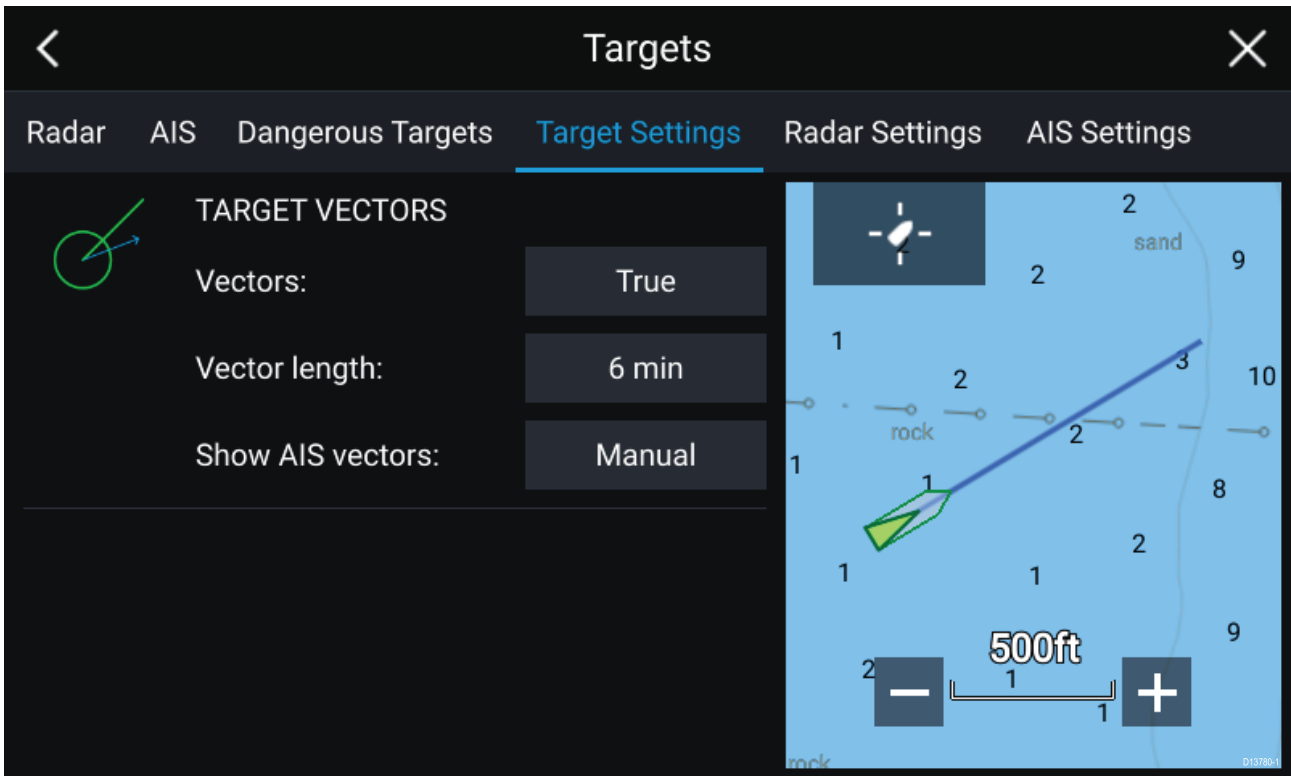 Targets
Radar AIS Dangerous Targets Target Settings Radar Settings AIS Settings
TARGET VECTORS
Vectors: True
Vector length: 6 min
Show AIS vectors: Manual
2
sand
9
2
2
1
3
2
10
rock
2
1
1
8
2
1
1
9
500ft
2
1
1
rock
D13780-1